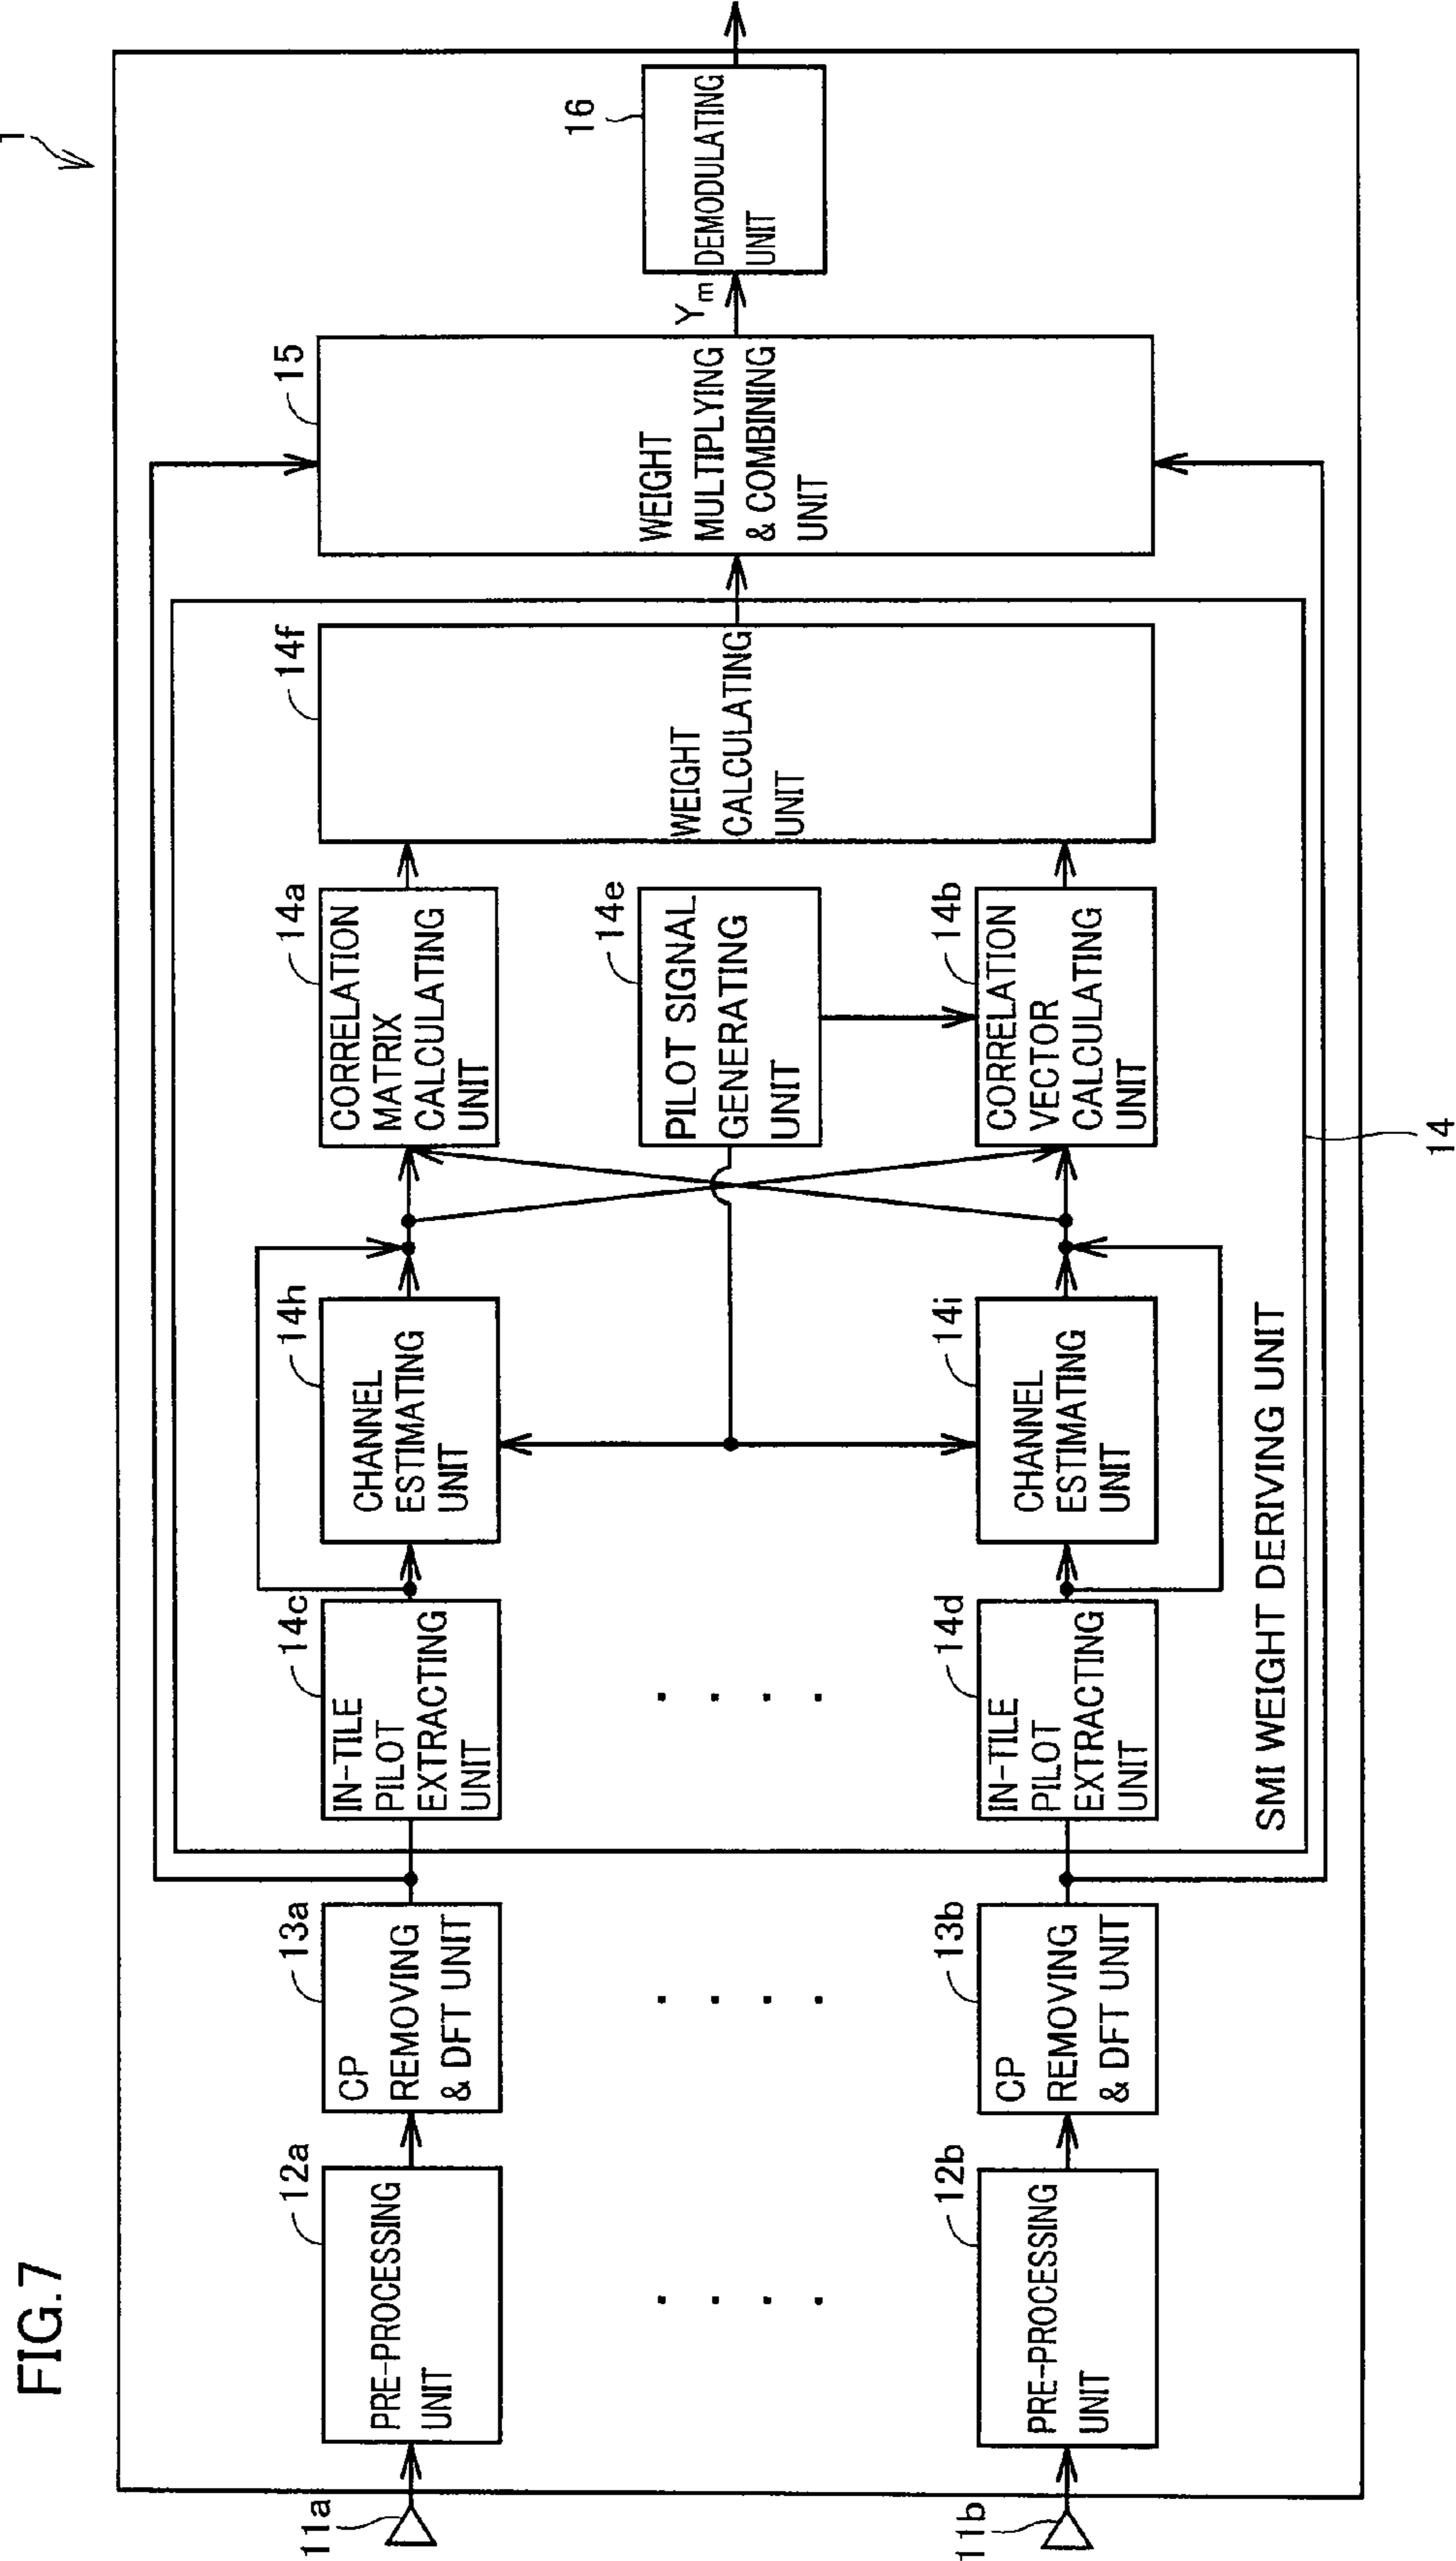 FIG.7
1
11a
12a
PRE-PROCESSING
UNIT
13a
CP
REMOVING
& DFT UNIT
14c
IN-TILE
PILOT
EXTRACTING
UNIT
14h
CHANNEL
ESTIMATING
UNIT
14a
CORRELATION
MATRIX
CALCULATING
UNIT
14e
PILOT SIGNAL
GENERATING
UNIT
14f
WEIGHT
CALCULATING
UNIT
15
WEIGHT
MULTIPLYING
& COMBINING
UNIT
Ym
16
DEMODULATING
UNIT
11b
12b
PRE-PROCESSING
UNIT
13b
CP
REMOVING
& DFT UNIT
14d
IN-TILE
PILOT
EXTRACTING
UNIT
14i
CHANNEL
ESTIMATING
UNIT
14b
CORRELATION
VECTOR
CALCULATING
UNIT
SMI WEIGHT DERIVING UNIT
14